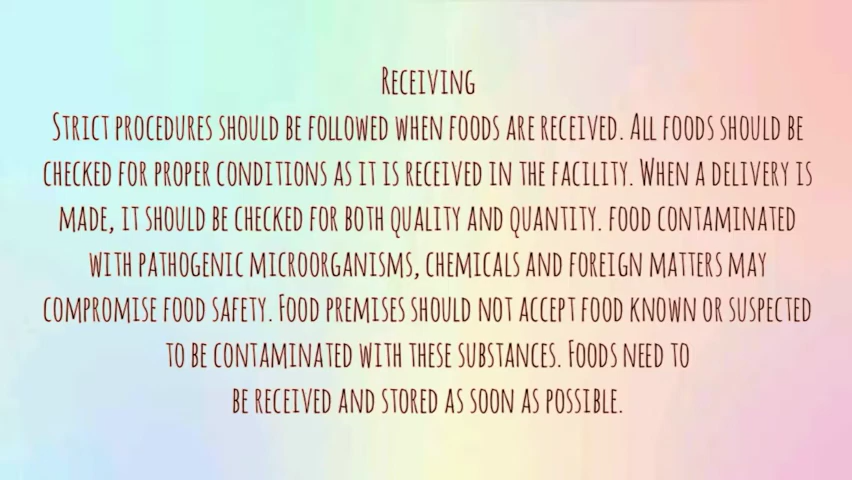 Receiving
Strict procedures should be followed when foods are received. All foods should be
checked for proper conditions as it is received in the facility. When a delivery is
made, it should be checked for both quality and quantity. food contaminated
with pathogenic microorganisms, chemicals and foreign matters may
compromise food safety. Food premises should not accept food known or suspected
to be contaminated with these substances. Foods need to
be received and stored as soon as possible.